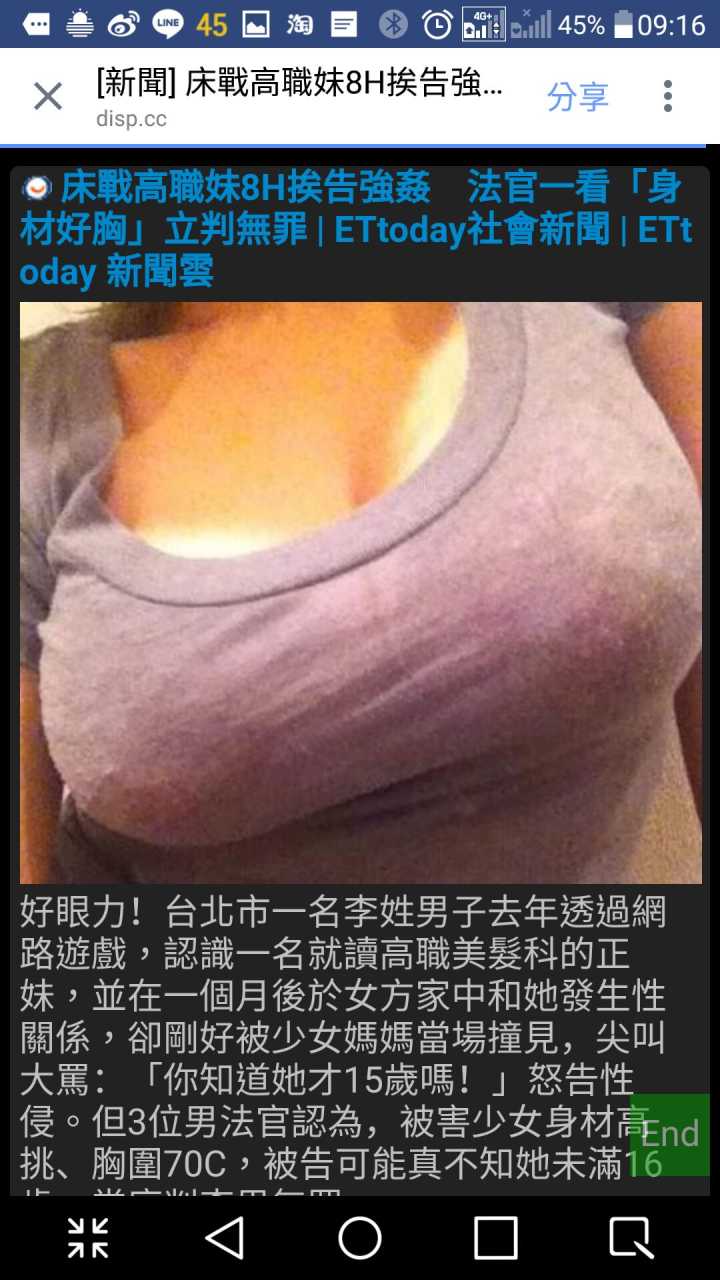 LINE 45 淘 4G+ 45% 09:16
[新聞] 床戰高職妹8H挨告強...
分享
disp.cc
床戰高職妹8H挨告強姦 法官一看「身
材好胸」立判無罪 | ETtoday社會新聞 | ETt
oday 新聞雲
好眼力！台北市一名李姓男子去年透過網
路遊戲，認識一名就讀高職美髮科的正
妹，並在一個月後於女方家中和她發生性
關係，卻剛好被少女媽媽當場撞見，尖叫
大罵：「你知道她才15歲嗎！」怒告性
侵。但3位男法官認為，被害少女身材高
End
挑、胸圍70C，被告可能真不知她未滿16